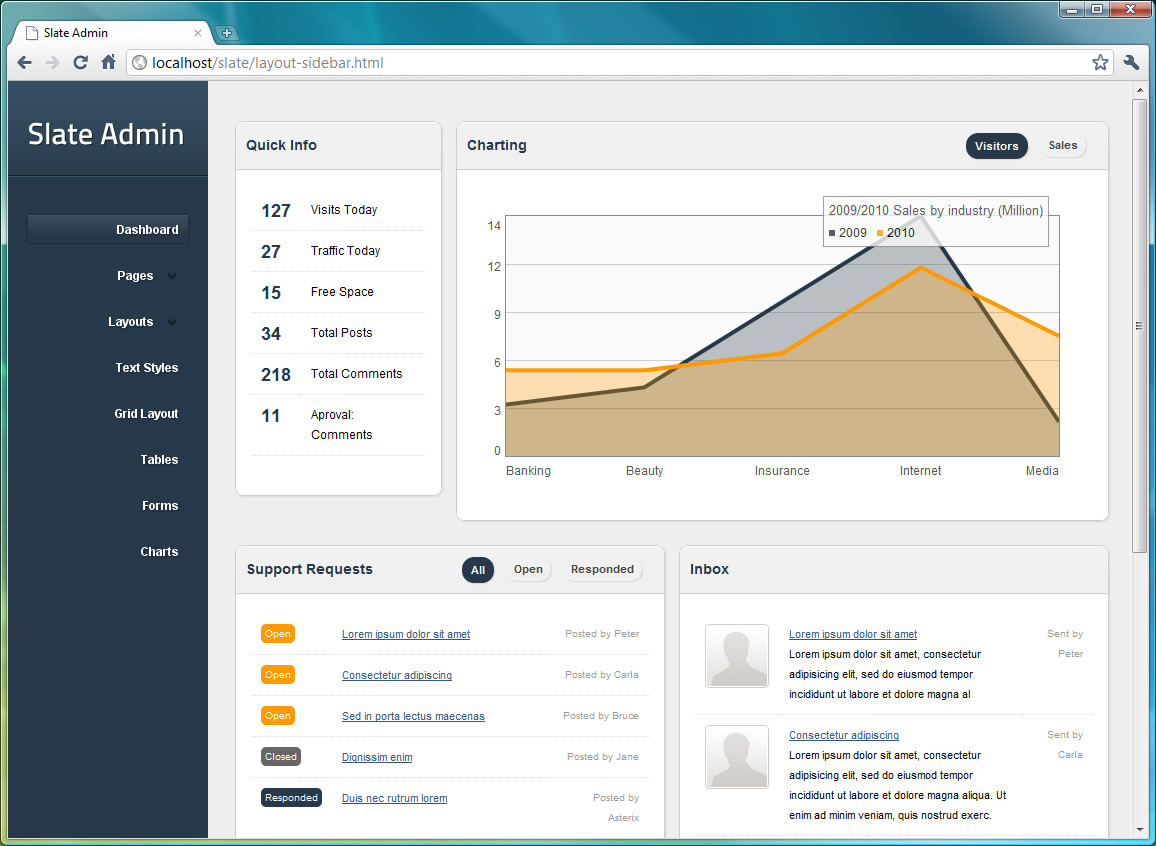 Slate Admin
localhost/slate/layout-sidebar.html
Slate Admin
Dashboard
Pages
Layouts
Text Styles
Grid Layout
Tables
Forms
Charts
Quick Info
127 Visits Today
27 Traffic Today
15 Free Space
34 Total Posts
218 Total Comments
11 Aproval:
Comments
Charting
Visitors Sales
2009/2010 Sales by industry (Million)
2009 2010
14
12
9
6
3
0
Banking Beauty Insurance Internet Media
Support Requests
All Open Responded
Open Lorem ipsum dolor sit amet Posted by Peter
Open Consectetur adipiscing Posted by Carla
Open Sed in porta lectus maecenas Posted by Bruce
Closed Dignissim enim Posted by Jane
Responded Duis nec rutrum lorem Posted by
Asterix
Inbox
Lorem ipsum dolor sit amet Sent by
Lorem ipsum dolor sit amet, consectetur Peter
adipisicing elit, sed do eiusmod tempor
incididunt ut labore et dolore magna al
Consectetur adipiscing Sent by
Lorem ipsum dolor sit amet, consectetur Carla
adipisicing elit, sed do eiusmod tempor
incididunt ut labore et dolore magna aliqua. Ut
enim ad minim veniam, quis nostrud exerc.